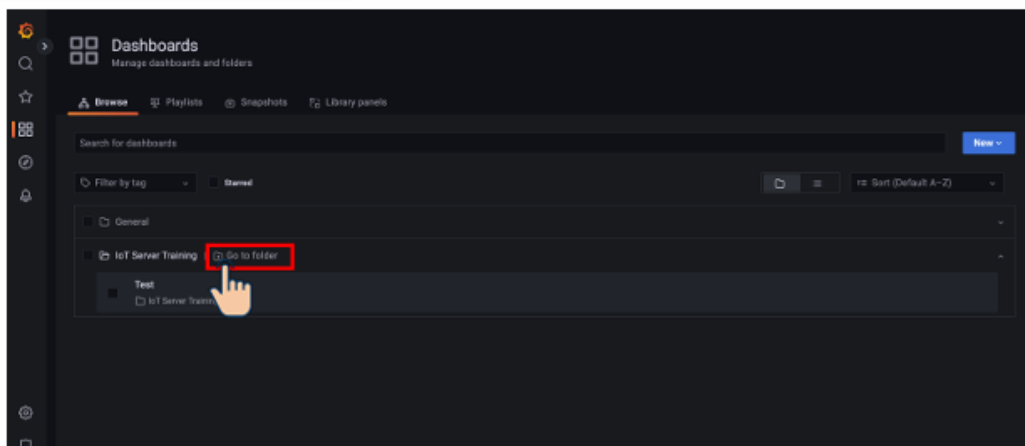 Dashboards
Manage dashboards and folders
Browse Playlists Snapshots Library panels
Search for dashboards New
Filter by tag Starred Sort (Default A–Z)
General
IoT Server Training Go to folder
Test
IoT Server Training